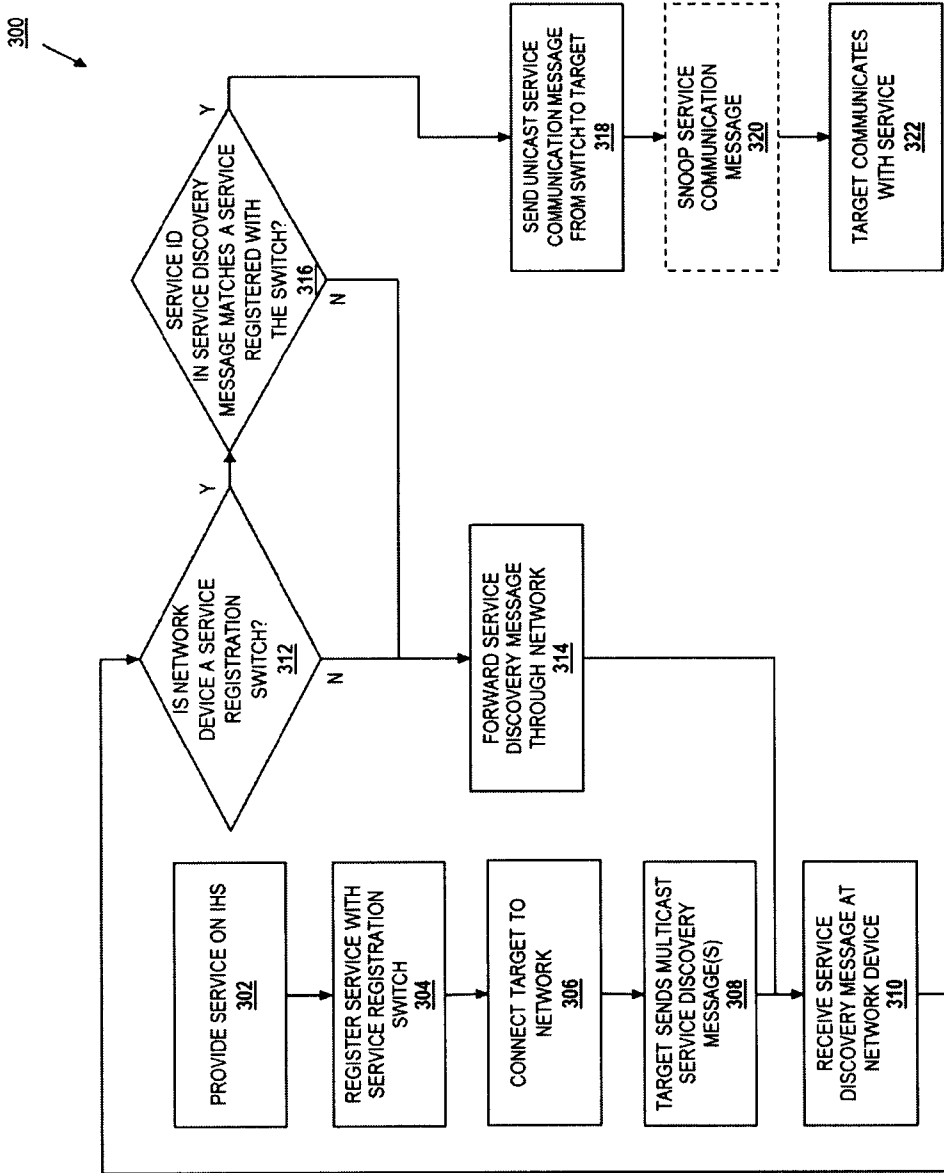 300
PROVIDE SERVICE ON IHS
302
REGISTER SERVICE WITH
SERVICE REGISTRATION
SWITCH
304
CONNECT TARGET TO
NETWORK
306
TARGET SENDS MULTICAST
SERVICE DISCOVERY
MESSAGE(S)
308
RECEIVE SERVICE
DISCOVERY MESSAGE AT
NETWORK DEVICE
310
IS NETWORK
DEVICE A SERVICE
REGISTRATION
SWITCH?
312
Y
N
FORWARD SERVICE
DISCOVERY MESSAGE
THROUGH NETWORK
314
SERVICE ID
IN SERVICE DISCOVERY
MESSAGE MATCHES A SERVICE
REGISTERED WITH
THE SWITCH?
316
Y
N
SEND UNICAST SERVICE
COMMUNICATION MESSAGE
FROM SWITCH TO TARGET
318
SNOOP SERVICE
COMMUNICATION
MESSAGE
320
TARGET COMMUNICATES
WITH SERVICE
322